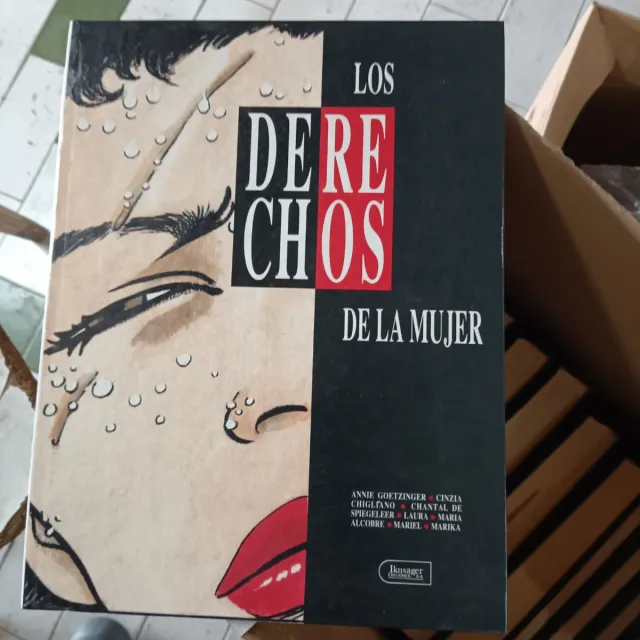 LOS
DERE
CHOS
DE LA MUJER
ANNIE GOETZINGER • CINZIA
CHIGLIANO • CHANTAL DE
SPIEGELEER • LAURA • MARIA
ALCOBRE • MARIEL • MARIKA
Ikusager
EDICIONES, S.A.